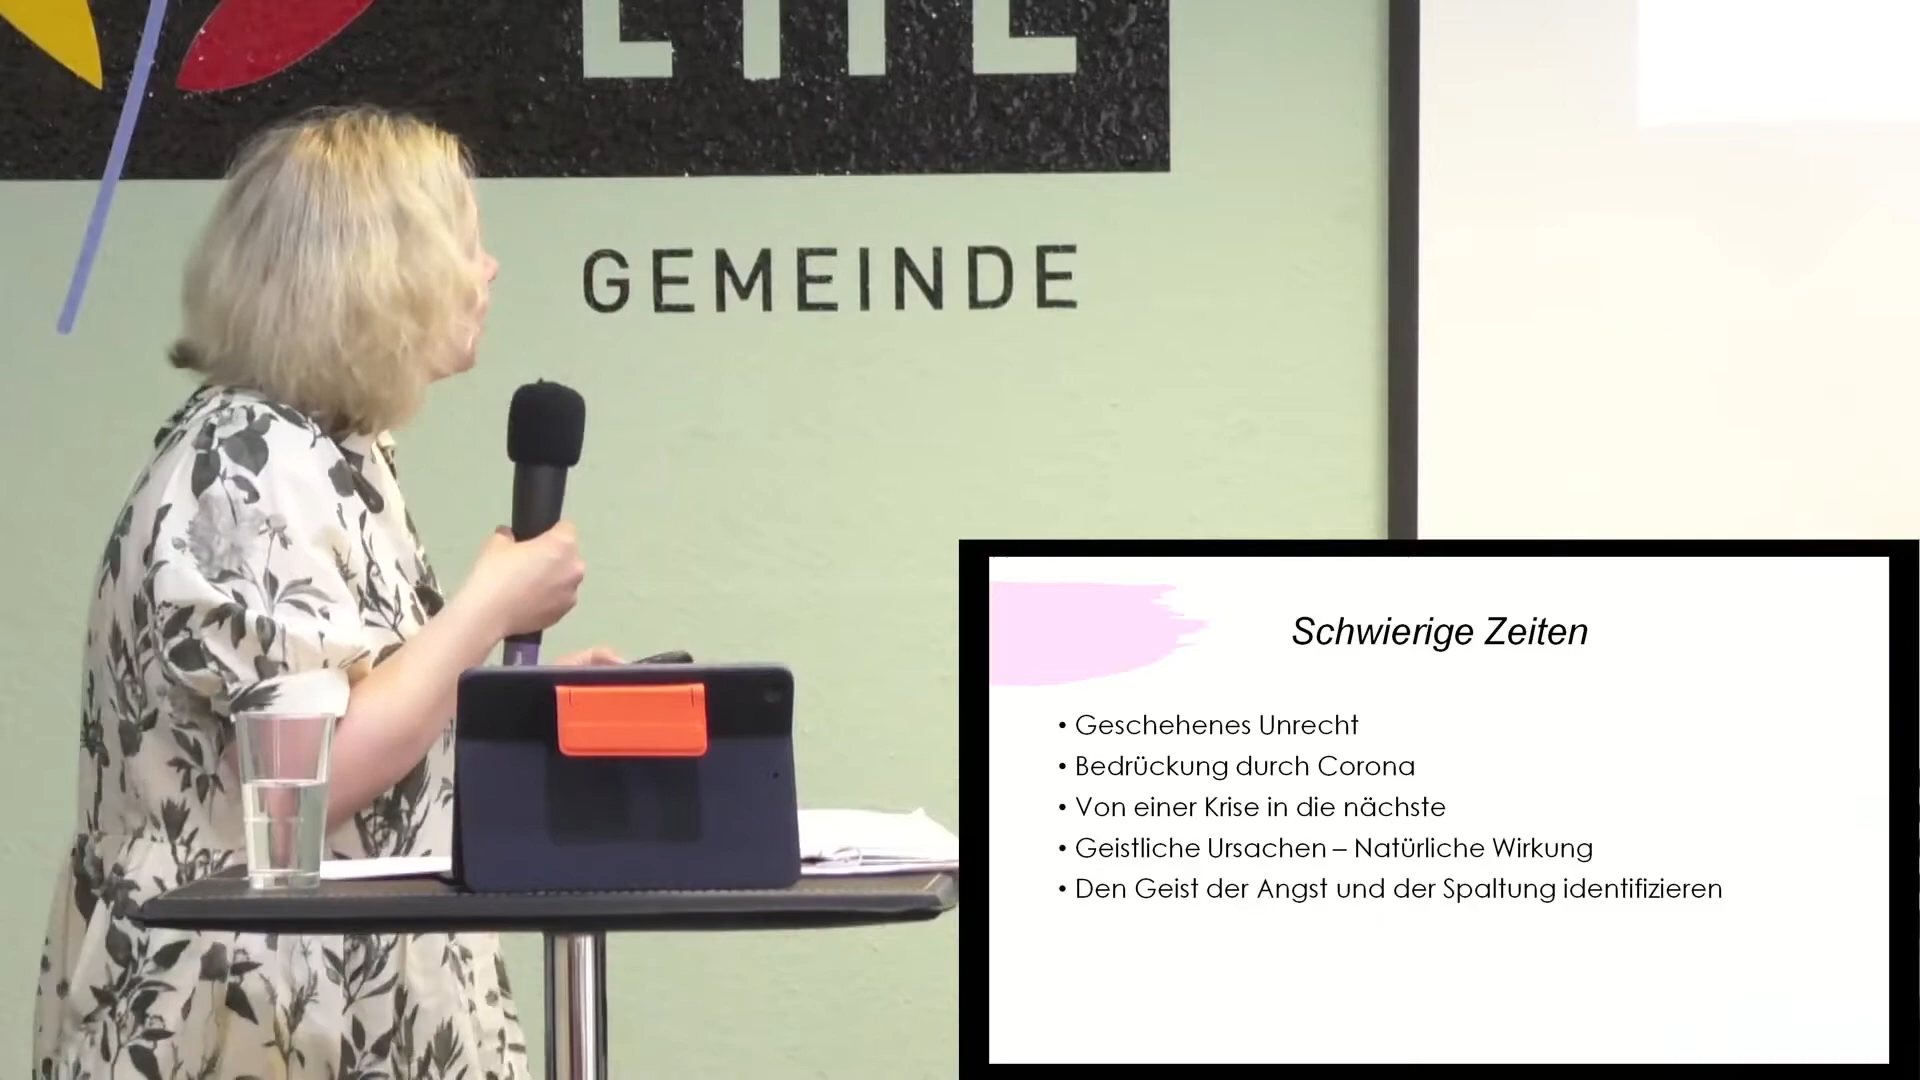 GEMEINDE
Schwierige Zeiten
• Geschehenes Unrecht
• Bedrückung durch Corona
• Von einer Krise in die nächste
• Geistliche Ursachen – Natürliche Wirkung
• Den Geist der Angst und der Spaltung identifizieren